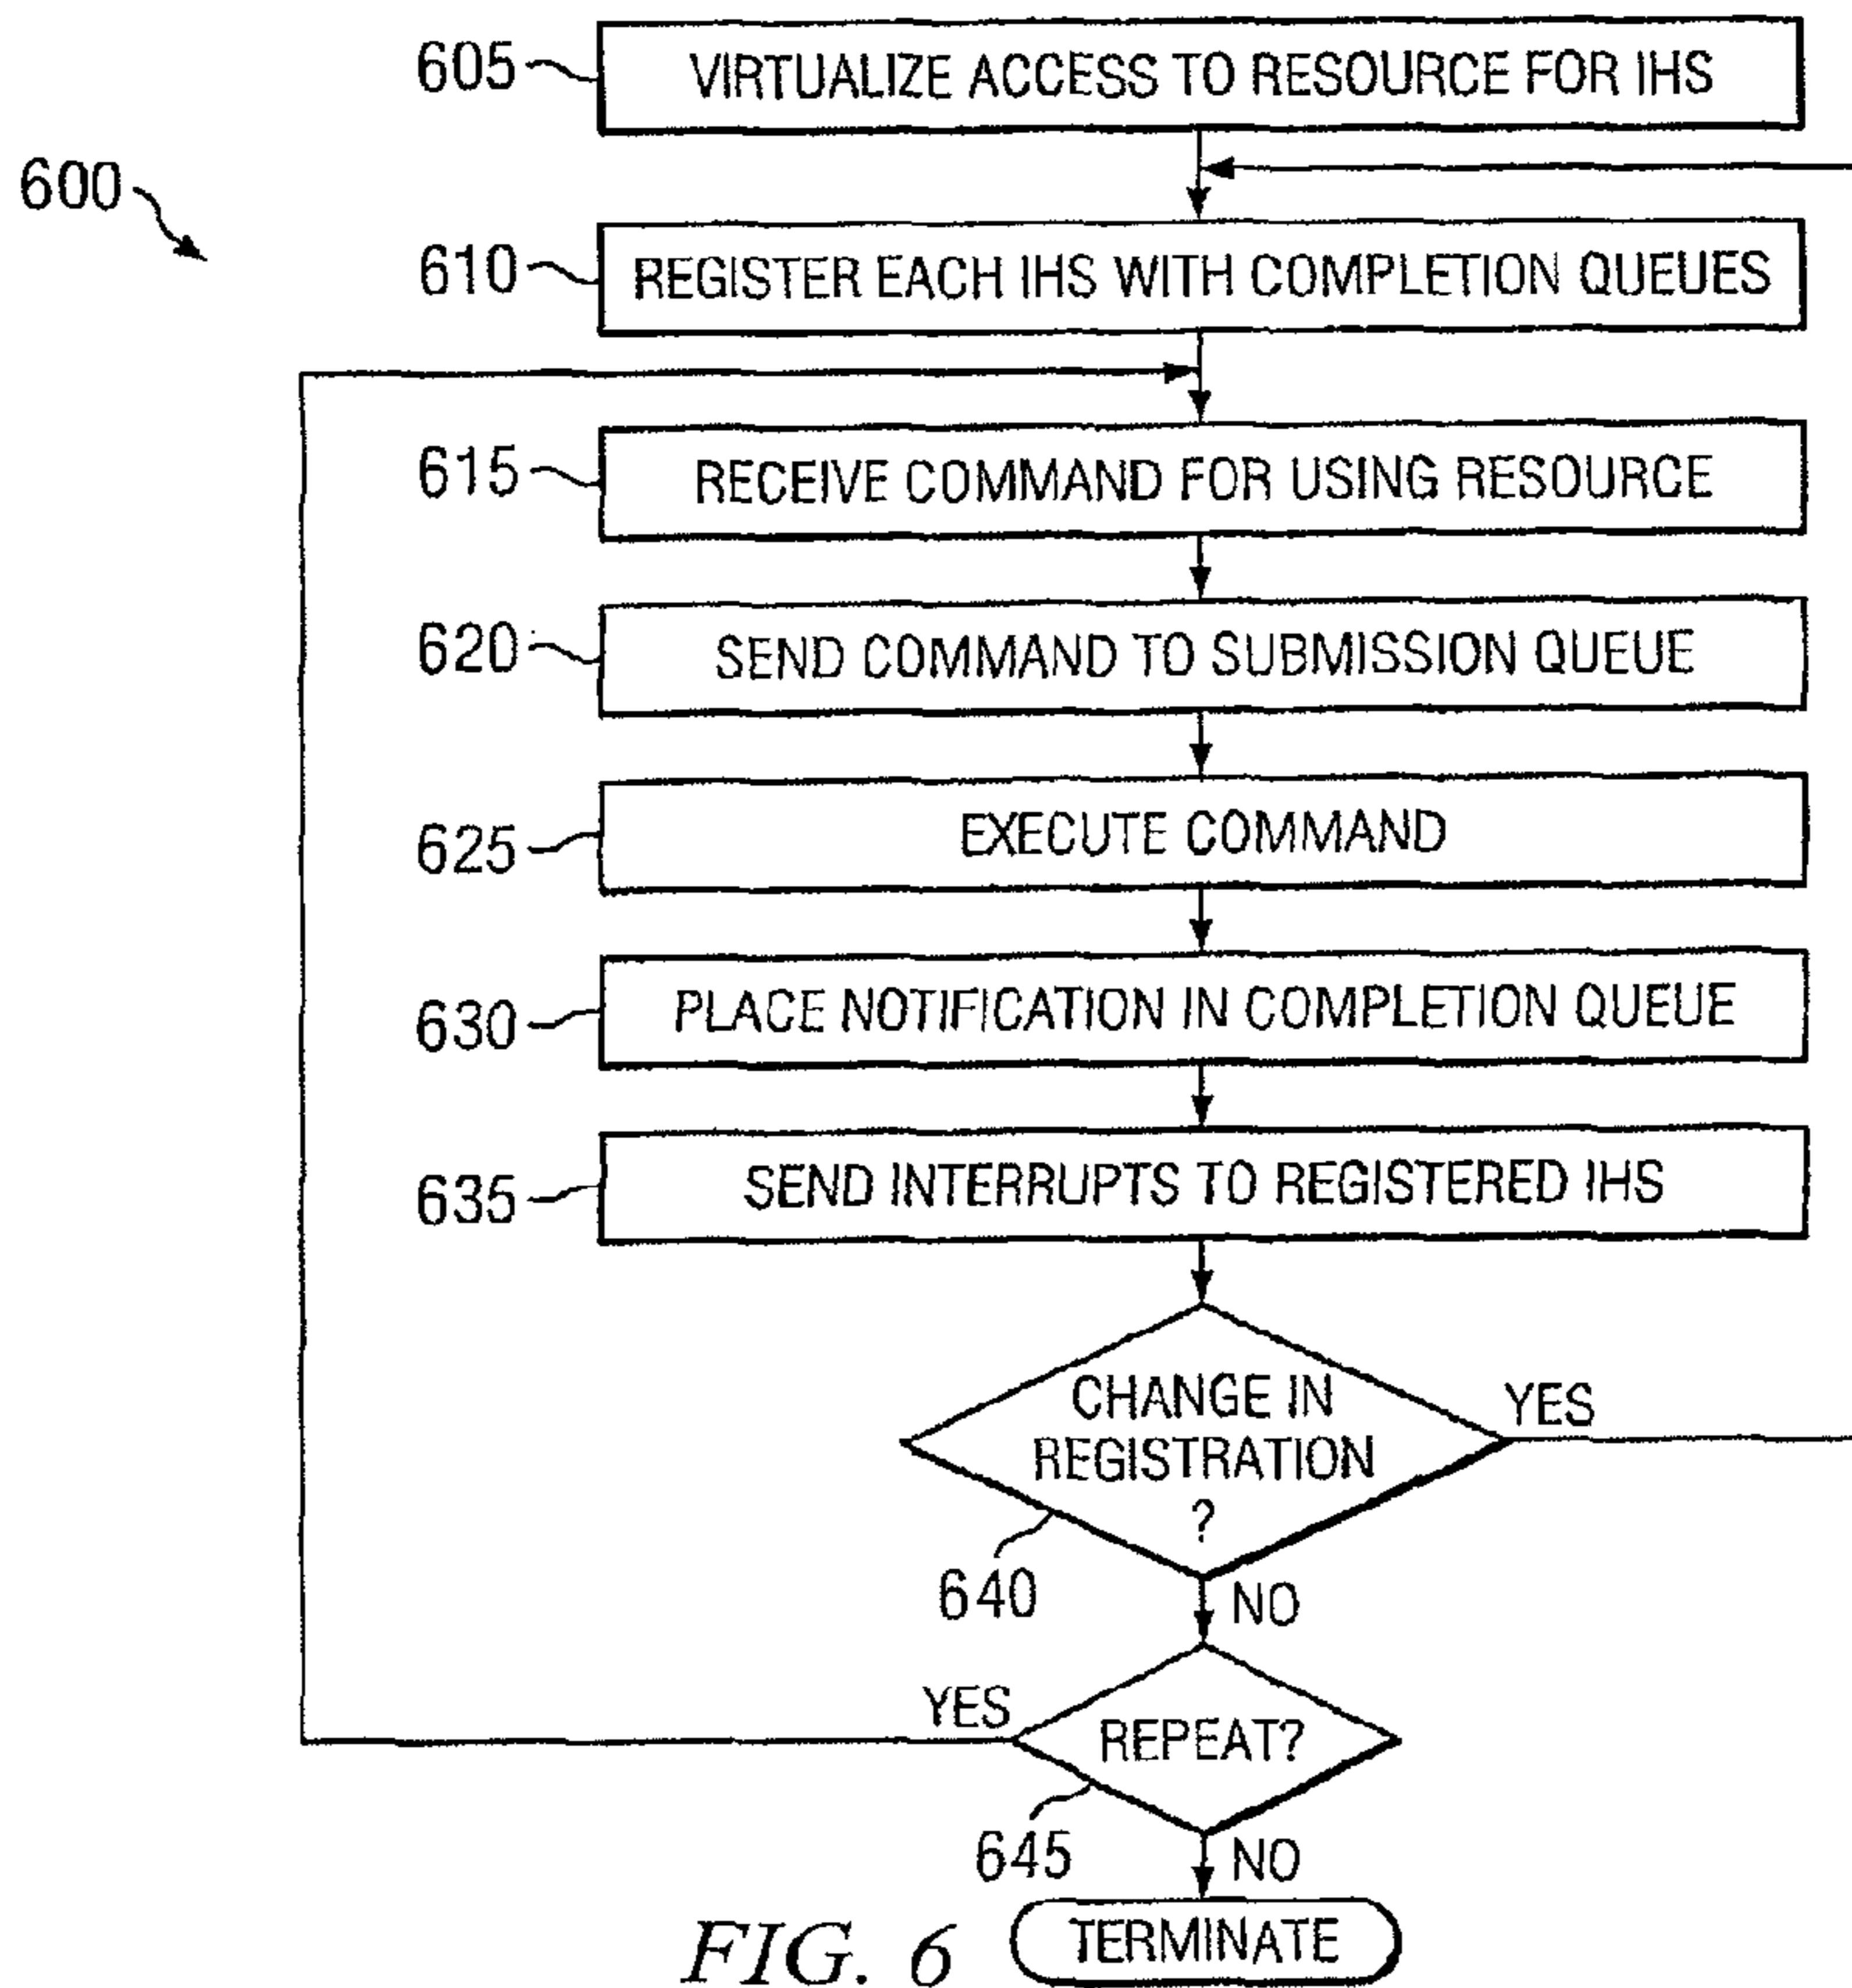 605 VIRTUALIZE ACCESS TO RESOURCE FOR IHS
600
610 REGISTER EACH IHS WITH COMPLETION QUEUES
615 RECEIVE COMMAND FOR USING RESOURCE
620 SEND COMMAND TO SUBMISSION QUEUE
625 EXECUTE COMMAND
630 PLACE NOTIFICATION IN COMPLETION QUEUE
635 SEND INTERRUPTS TO REGISTERED IHS
CHANGE IN
REGISTRATION
?
YES
640
NO
YES
REPEAT?
645
NO
TERMINATE
FIG. 6